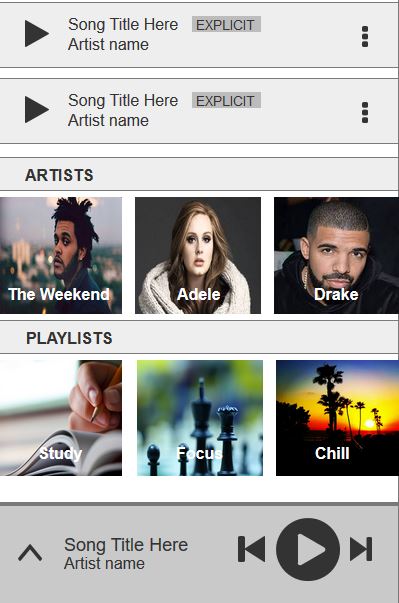 Song Title Here EXPLICIT
Artist name
Song Title Here EXPLICIT
Artist name
ARTISTS
The Weekend
Adele
Drake
PLAYLISTS
Study
Focus
Chill
Song Title Here
Artist name